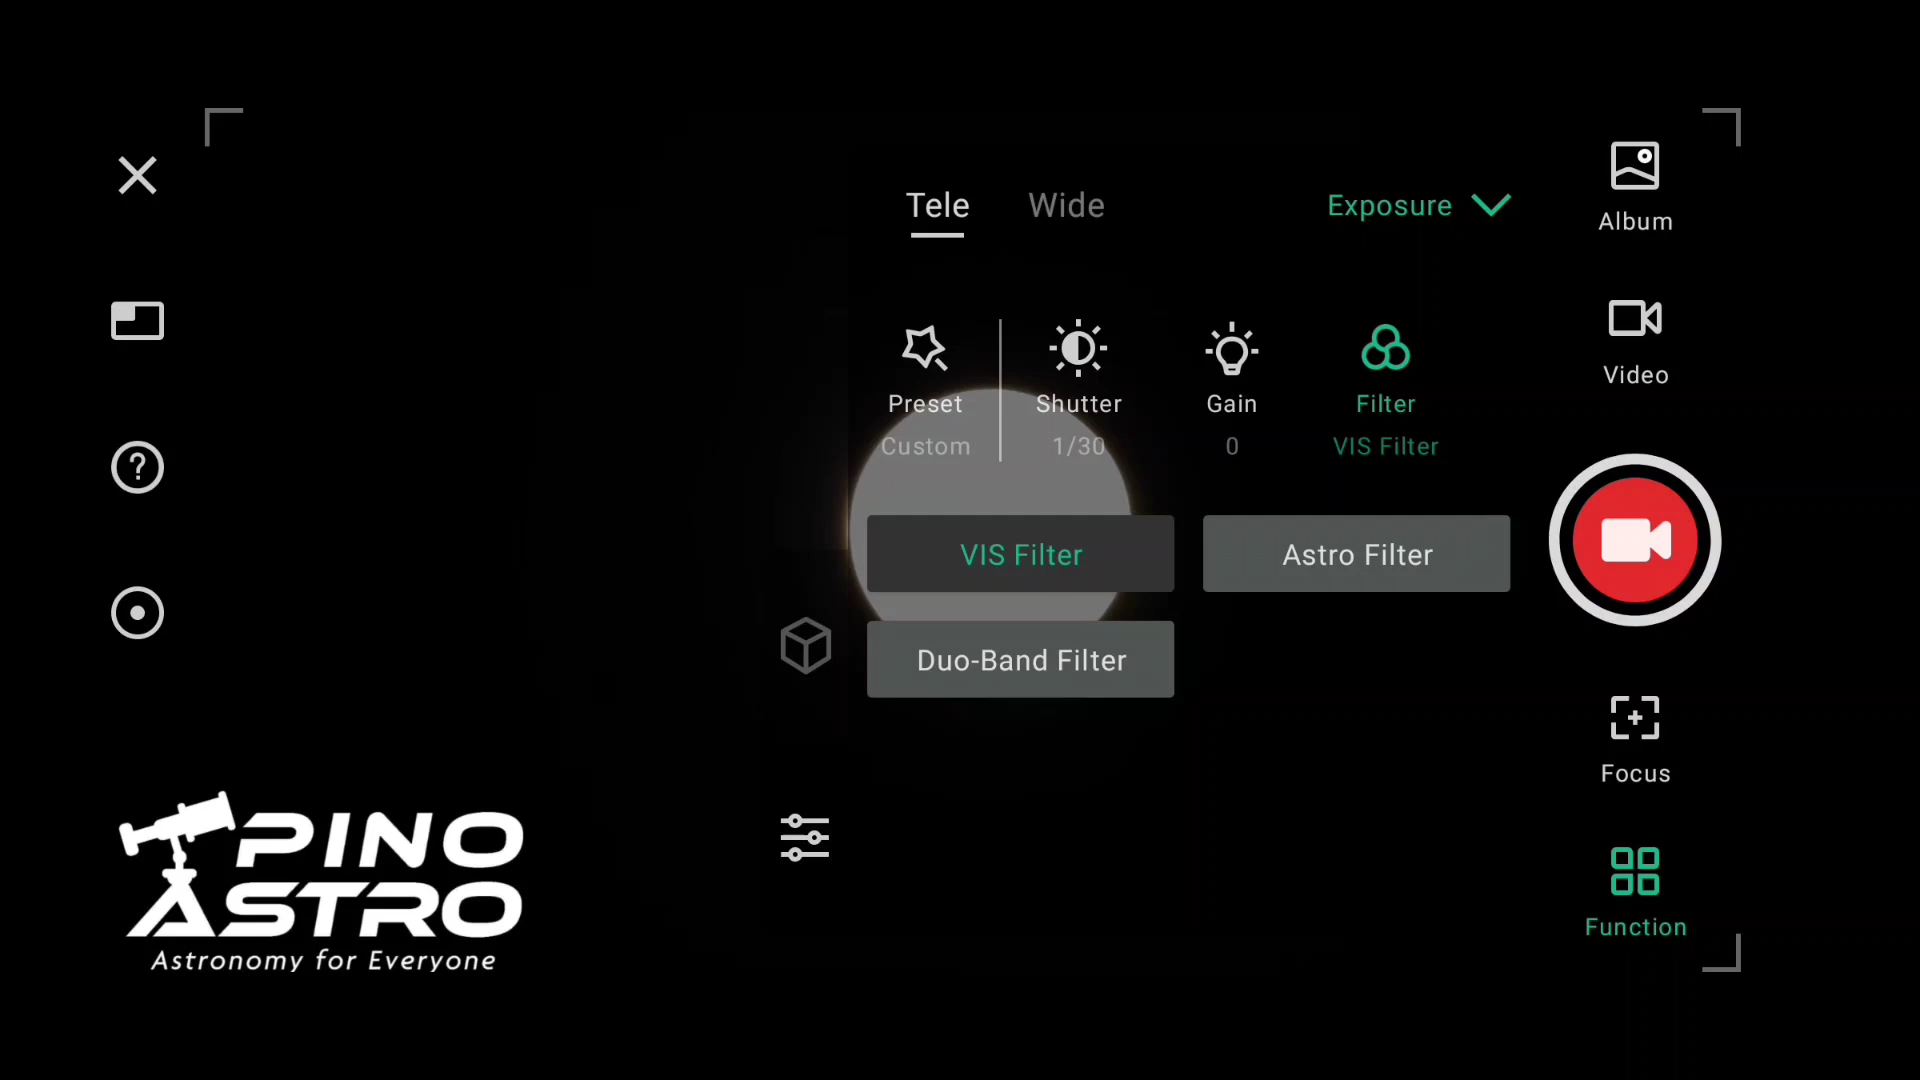 Tele Wide Exposure
Album
Preset Shutter Gain Filter
Custom 1/30 0 VIS Filter
Video
VIS Filter Astro Filter
Duo-Band Filter
Focus
Function
PINO
ASTRO
Astronomy for Everyone